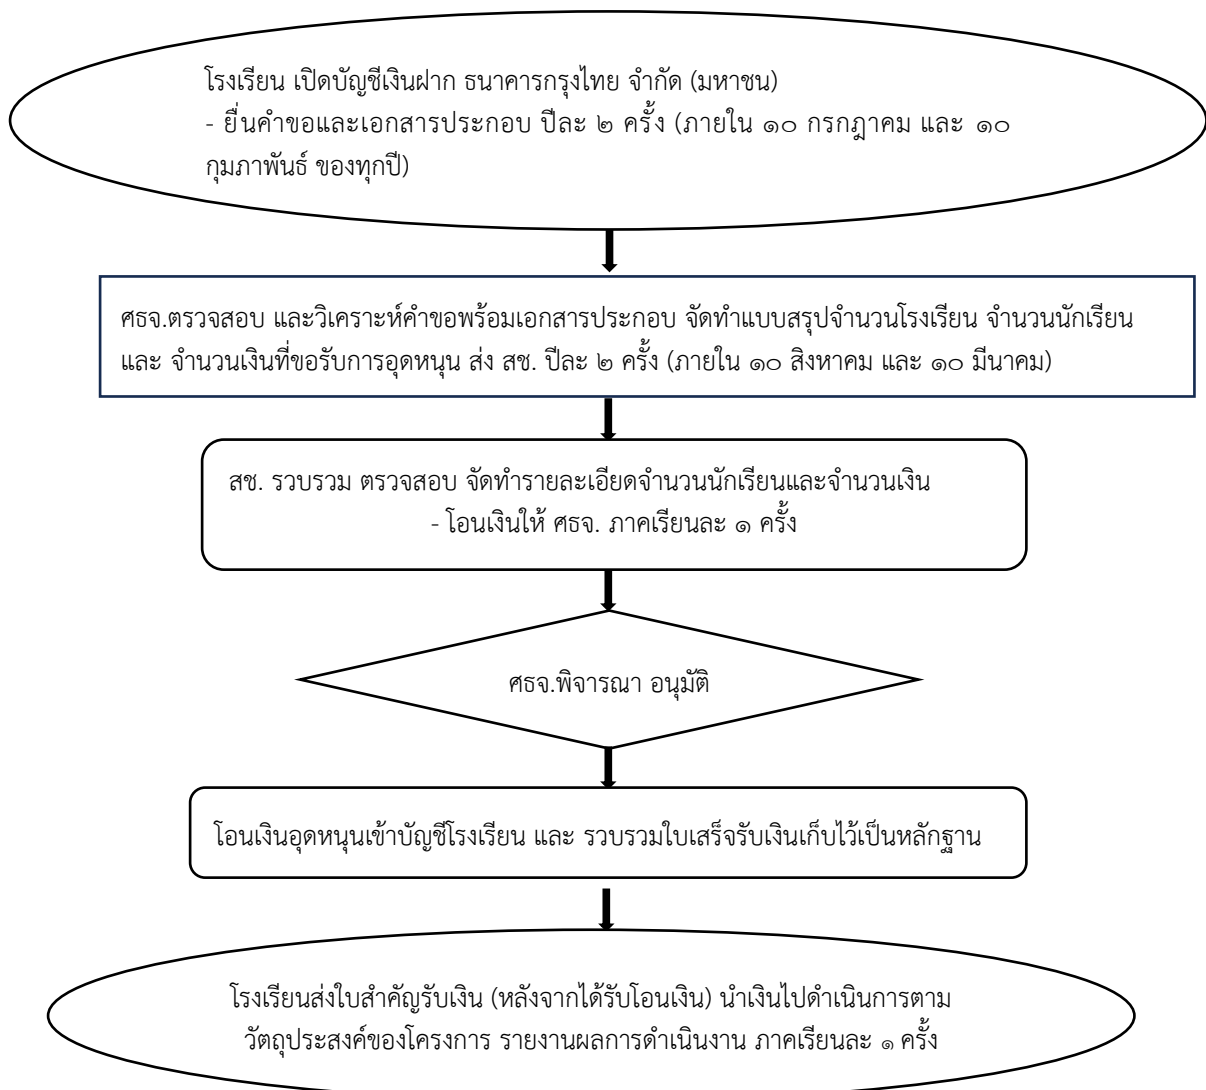 โรงเรียน เปิดบัญชีเงินฝาก ธนาคารกรุงไทย จำกัด (มหาชน)
- ยื่นคำขอและเอกสารประกอบ ปีละ ๒ ครั้ง (ภายใน ๑๐ กรกฎาคม และ ๑๐
กุมภาพันธ์ ของทุกปี)
ศธจ.ตรวจสอบ และวิเคราะห์คำขอพร้อมเอกสารประกอบ จัดทำแบบสรุปจำนวนโรงเรียน จำนวนนักเรียน
และ จำนวนเงินที่ขอรับการอุดหนุน ส่ง สช. ปีละ ๒ ครั้ง (ภายใน ๑๐ สิงหาคม และ ๑๐ มีนาคม)
สช. รวบรวม ตรวจสอบ จัดทำรายละเอียดจำนวนนักเรียนและจำนวนเงิน
- โอนเงินให้ ศธจ. ภาคเรียนละ ๑ ครั้ง
ศธจ.พิจารณา อนุมัติ
โอนเงินอุดหนุนเข้าบัญชีโรงเรียน และ รวบรวมใบเสร็จรับเงินเก็บไว้เป็นหลักฐาน
โรงเรียนส่งใบสำคัญรับเงิน (หลังจากได้รับโอนเงิน) นำเงินไปดำเนินการตาม
วัตถุประสงค์ของโครงการ รายงานผลการดำเนินงาน ภาคเรียนละ ๑ ครั้ง